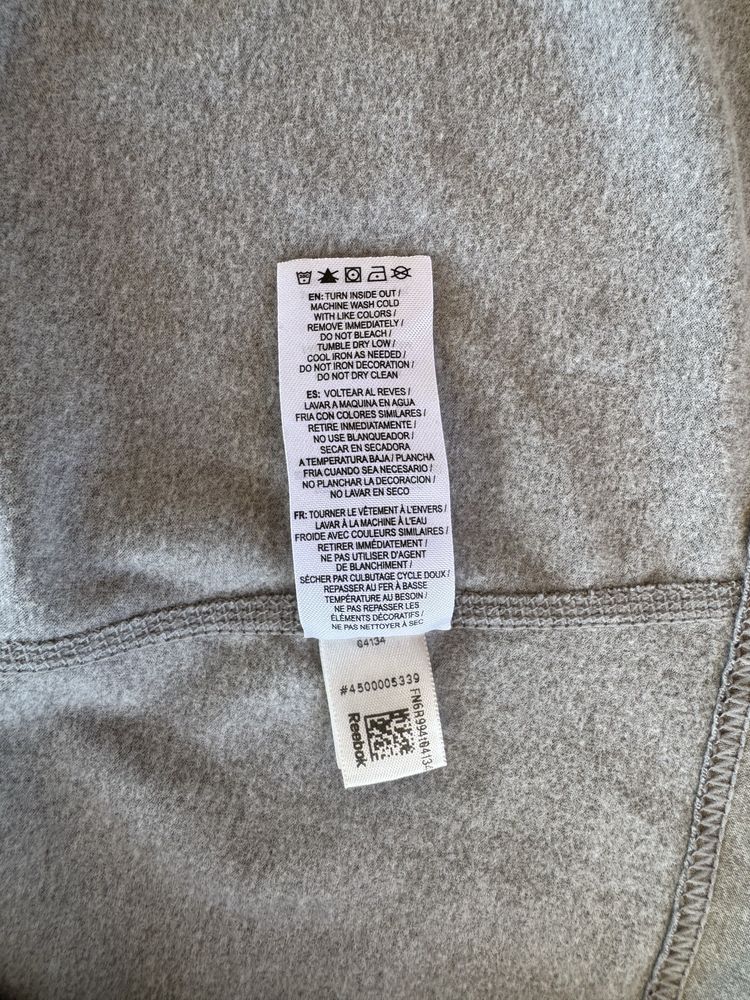 EN: TURN INSIDE OUT /
MACHINE WASH COLD
WITH LIKE COLORS /
REMOVE IMMEDIATELY /
DO NOT BLEACH /
TUMBLE DRY LOW /
COOL IRON AS NEEDED /
DO NOT IRON DECORATION /
DO NOT DRY CLEAN
ES: VOLTEAR AL REVES /
LAVAR A MAQUINA EN AGUA
FRIA CON COLORES SIMILARES /
RETIRE INMEDIATAMENTE /
NO USE BLANQUEADOR /
SECAR EN SECADORA
A TEMPERATURA BAJA / PLANCHA
FRIA CUANDO SEA NECESARIO /
NO PLANCHAR LA DECORACION /
NO LAVAR EN SECO
FR: TOURNER LE VÊTEMENT À L'ENVERS /
LAVAR À LA MACHINE À L'EAU
FROIDE AVEC COULEURS SIMILAIRES /
RETIRER IMMÉDIATEMENT /
NE PAS UTILISER D'AGENT
DE BLANCHIMENT /
SÉCHER PAR CULBUTAGE CYCLE DOUX /
REPASSER AU FER À BASSE
TEMPÉRATURE AU BESOIN /
NE PAS REPASSER LES
ÉLÉMENTS DÉCORATIFS /
NE PAS NETTOYER À SEC
64134
#4500005339
Reebok